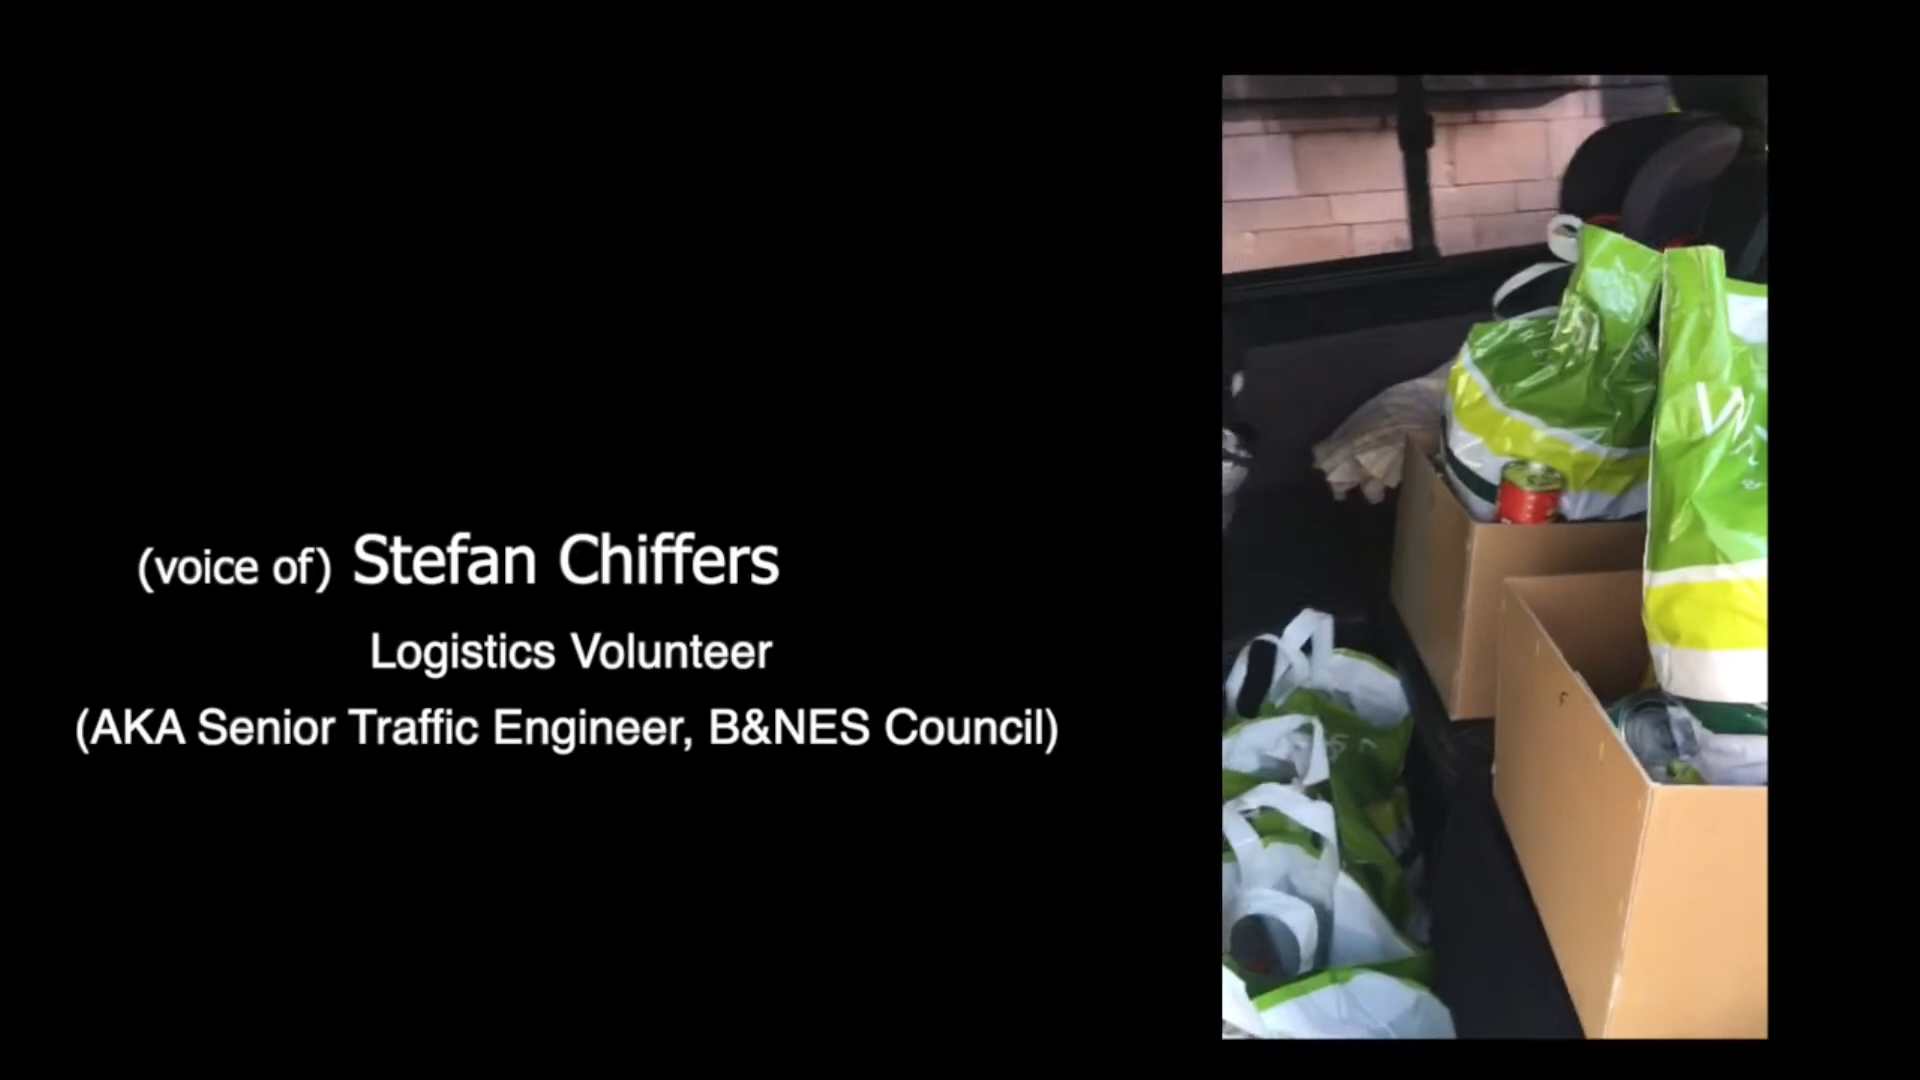 (voice of) Stefan Chiffers
Logistics Volunteer
(AKA Senior Traffic Engineer, B&NES Council)